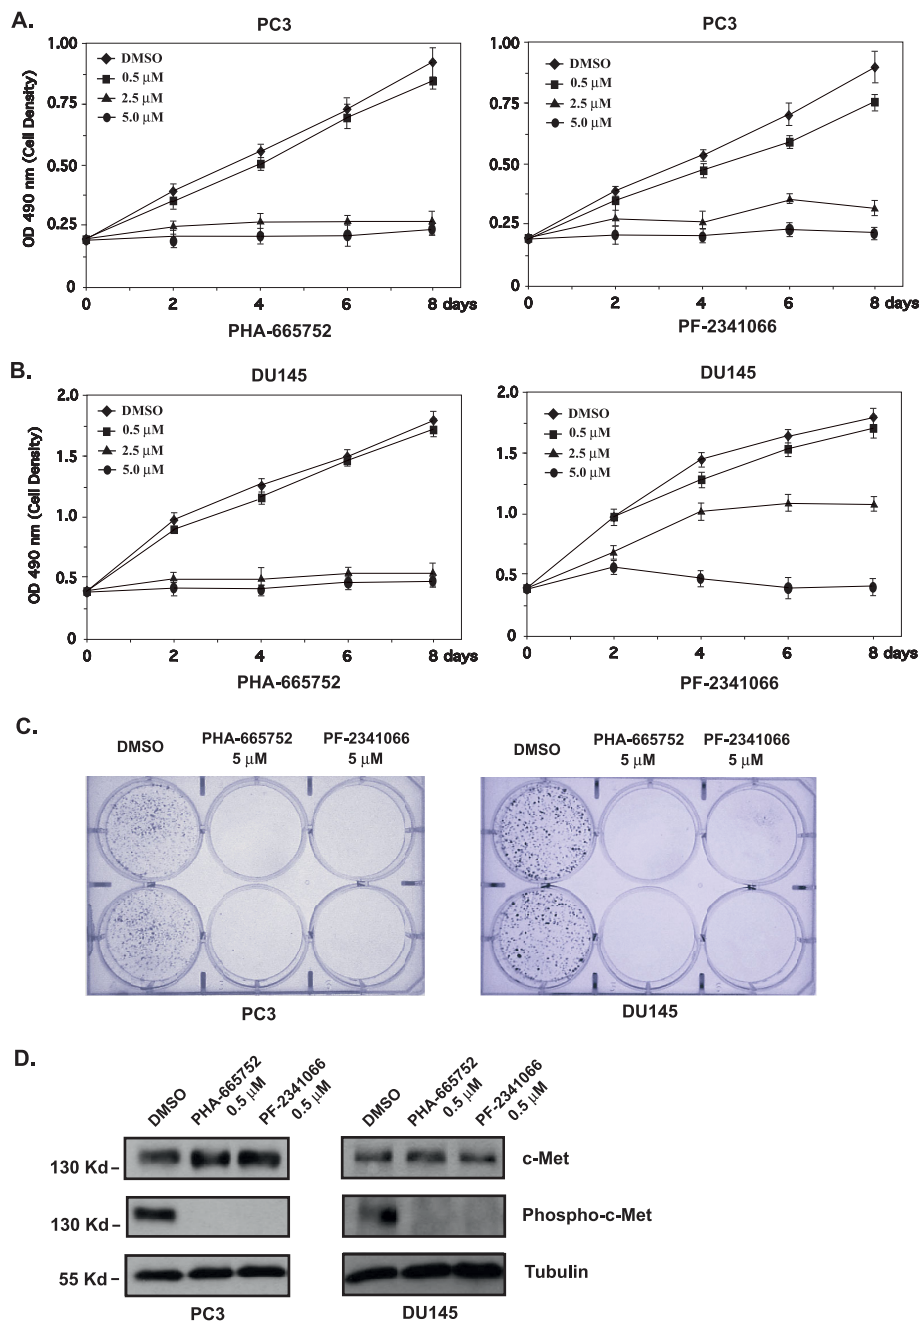 A.
PC3
1.00
0.75
0.50
0.25
0
OD 490 nm (Cell Density)
DMSO
0.5 μM
2.5 μM
5.0 μM
0 2 4 6 8 days
PHA-665752
PC3
1.00
0.75
0.50
0.25
0
DMSO
0.5 μM
2.5 μM
5.0 μM
0 2 4 6 8 days
PF-2341066
B.
DU145
2.0
1.5
1.0
0.5
0
OD 490 nm (Cell Density)
DMSO
0.5 μM
2.5 μM
5.0 μM
0 2 4 6 8 days
PHA-665752
DU145
2.0
1.5
1.0
0.5
0
DMSO
0.5 μM
2.5 μM
5.0 μM
0 2 4 6 8 days
PF-2341066
C.
DMSO
PHA-665752
5 μM
PF-2341066
5 μM
PC3
DMSO
PHA-665752
5 μM
PF-2341066
5 μM
DU145
D.
DMSO
PHA-665752
0.5 μM
PF-2341066
0.5 μM
DMSO
PHA-665752
0.5 μM
PF-2341066
0.5 μM
130 Kd
c-Met
130 Kd
Phospho-c-Met
55 Kd
Tubulin
PC3
DU145